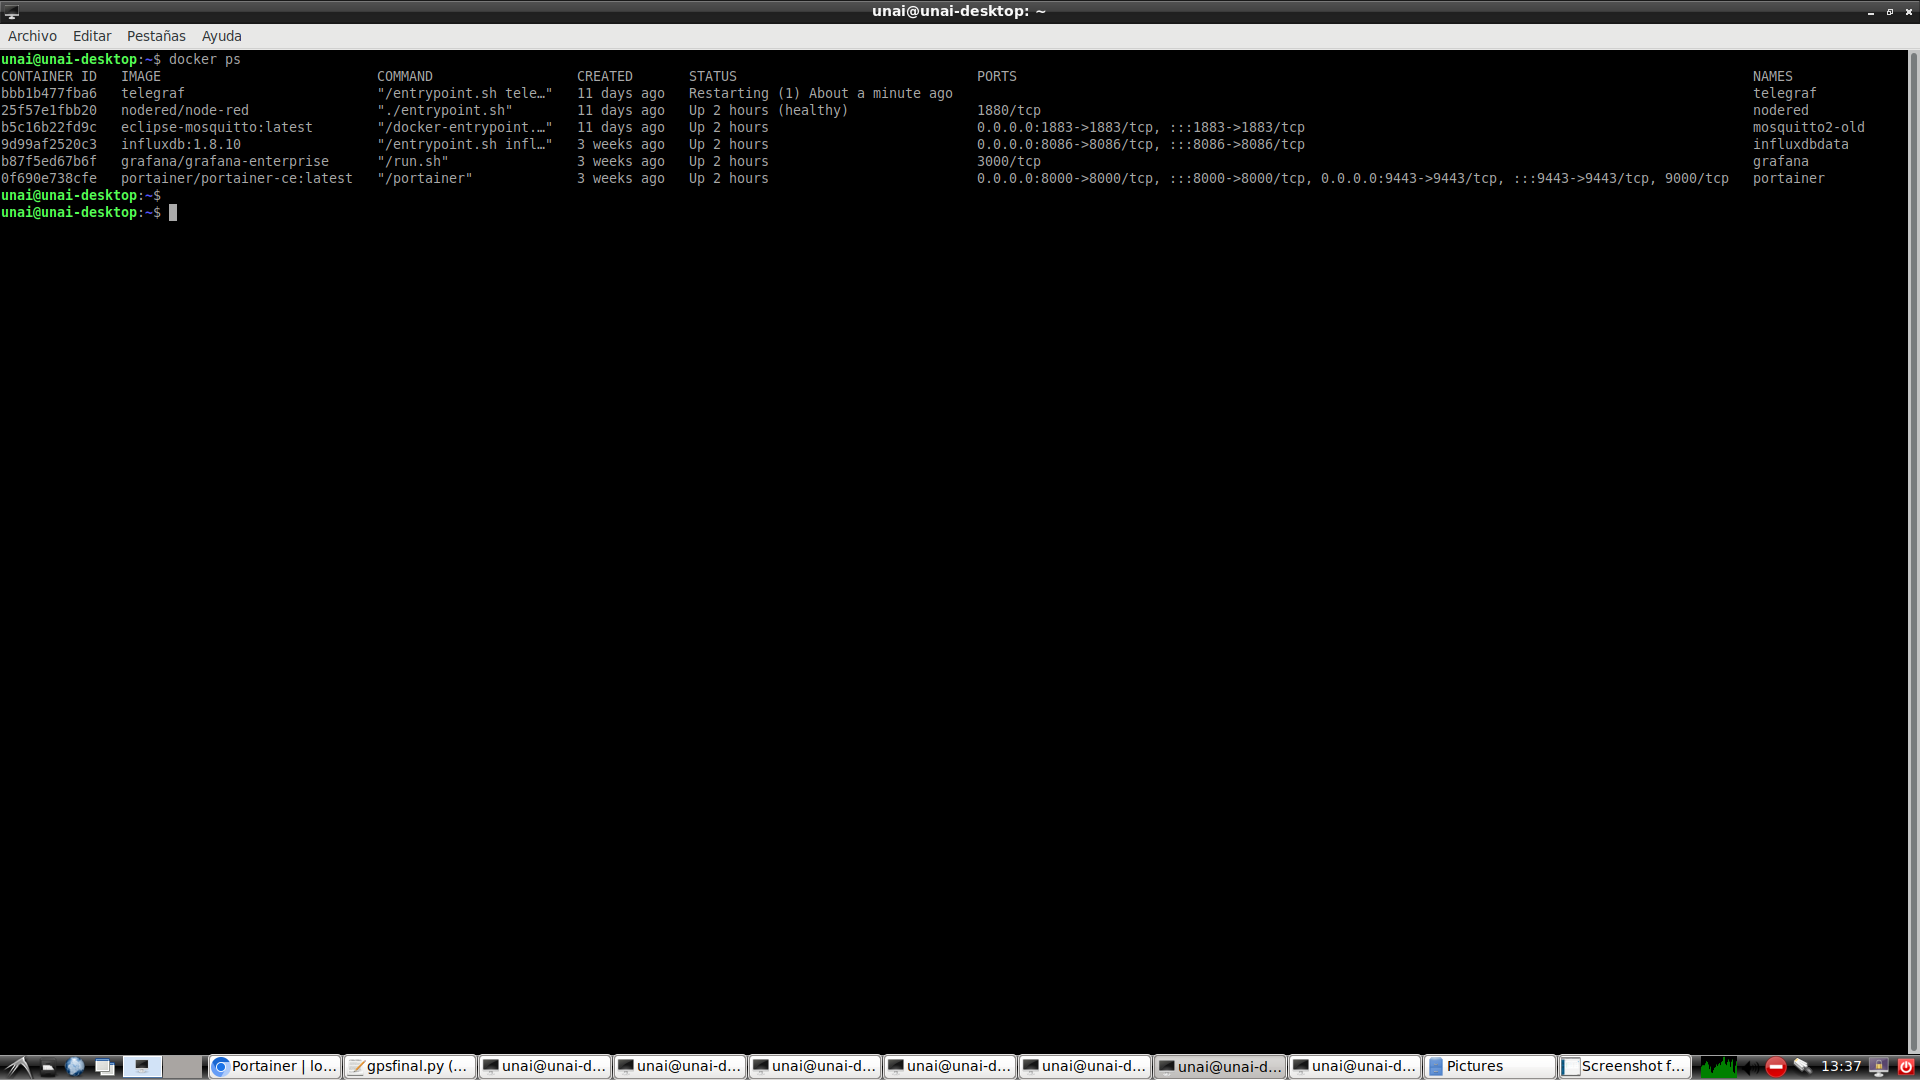 unai@unai-desktop: ~
Archivo Editar Pestañas Ayuda
unai@unai-desktop:~$ docker ps
CONTAINER ID IMAGE COMMAND CREATED STATUS PORTS NAMES
bbb1b477fba6 telegraf "/entrypoint.sh tele…" 11 days ago Restarting (1) About a minute ago telegraf
25f57e1fbb20 nodered/node-red "./entrypoint.sh" 11 days ago Up 2 hours (healthy) 1880/tcp nodered
b5c16b22fd9c eclipse-mosquitto:latest "/docker-entrypoint.…" 11 days ago Up 2 hours 0.0.0.0:1883->1883/tcp, :::1883->1883/tcp mosquitto2-old
9d99af2520c3 influxdb:1.8.10 "/entrypoint.sh infl…" 3 weeks ago Up 2 hours 0.0.0.0:8086->8086/tcp, :::8086->8086/tcp influxdbdata
b87f5ed67b6f grafana/grafana-enterprise "/run.sh" 3 weeks ago Up 2 hours 3000/tcp grafana
0f690e738cfe portainer/portainer-ce:latest "/portainer" 3 weeks ago Up 2 hours 0.0.0.0:8000->8000/tcp, :::8000->8000/tcp, 0.0.0.0:9443->9443/tcp, :::9443->9443/tcp, 9000/tcp portainer
unai@unai-desktop:~$
unai@unai-desktop:~$
Portainer | lo... gpsfinal.py (... unai@unai-d... unai@unai-d... unai@unai-d... unai@unai-d... unai@unai-d... unai@unai-d... unai@unai-d... Pictures Screenshot f... 13:37